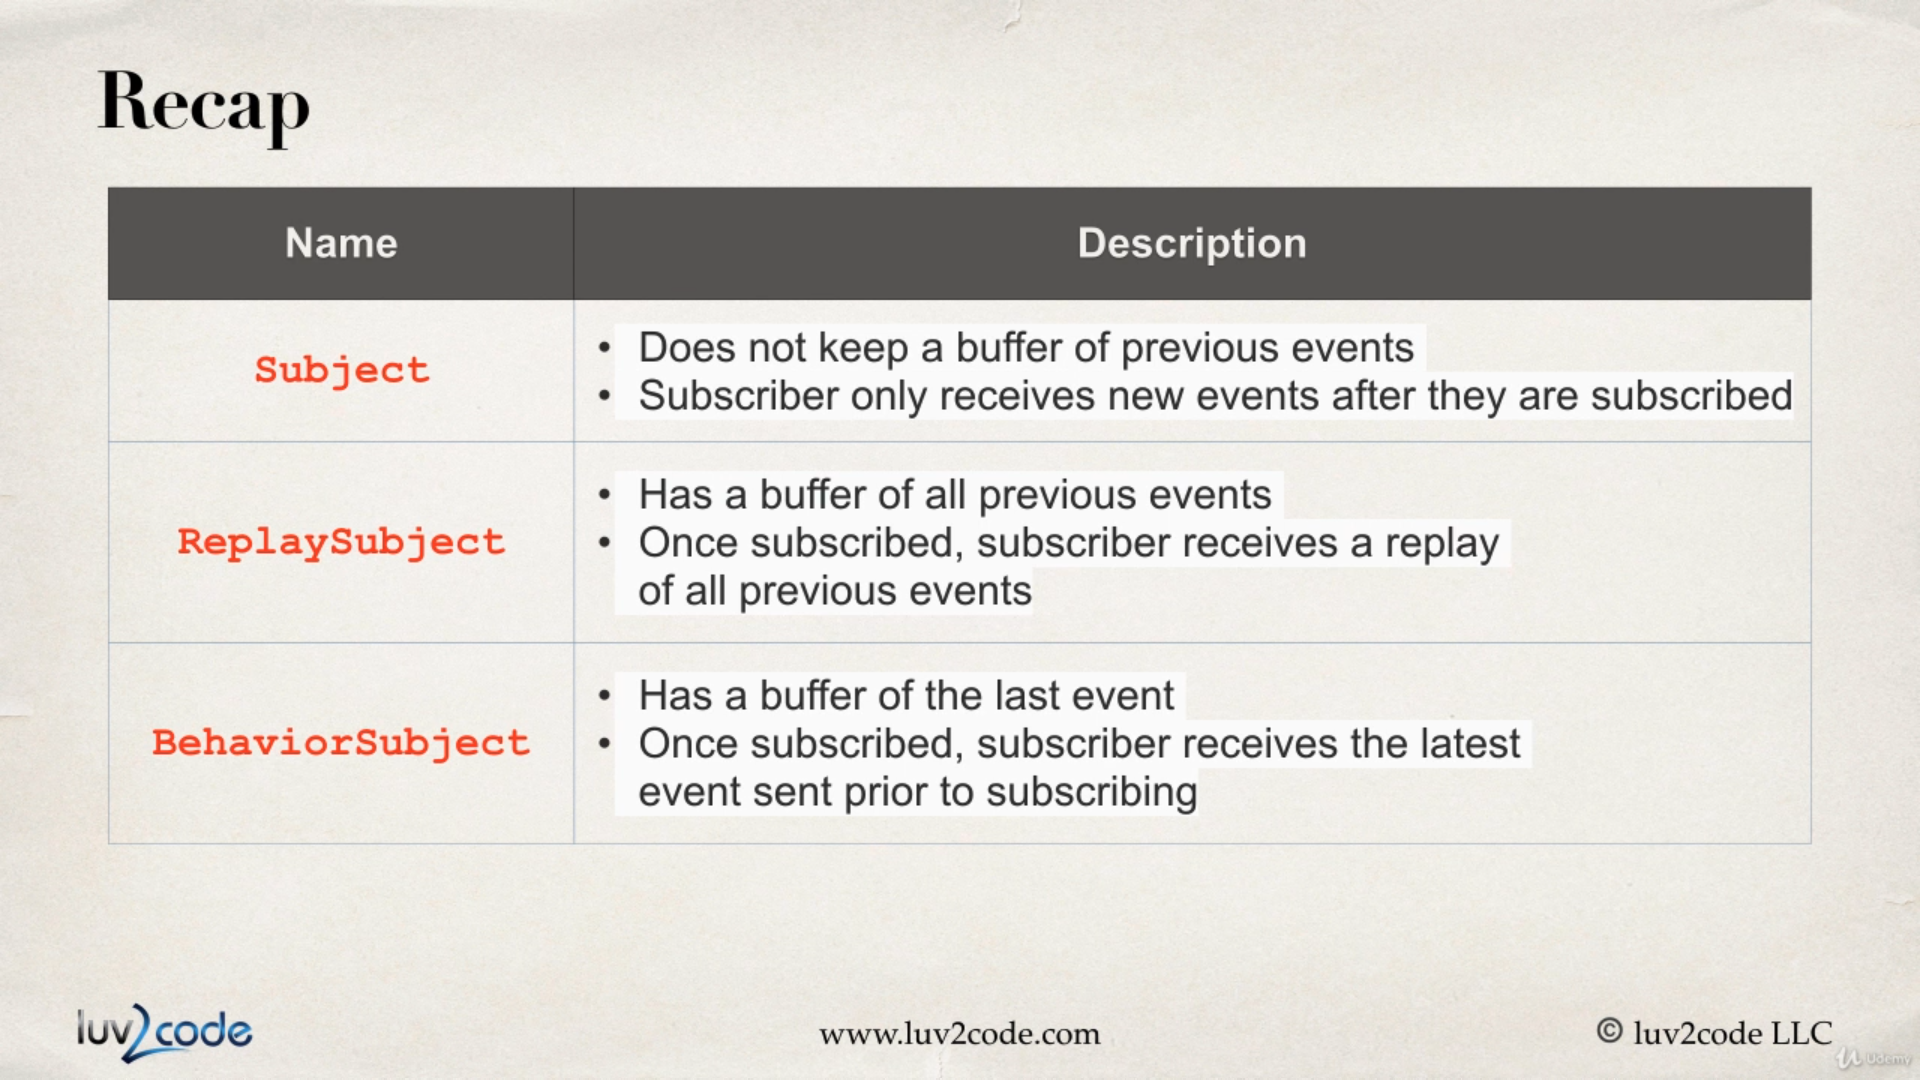 Recap
Name
Description
Subject
• Does not keep a buffer of previous events
• Subscriber only receives new events after they are subscribed
ReplaySubject
• Has a buffer of all previous events
• Once subscribed, subscriber receives a replay
of all previous events
BehaviorSubject
• Has a buffer of the last event
• Once subscribed, subscriber receives the latest
event sent prior to subscribing
luv2code
www.luv2code.com
© luv2code LLC
Udemy